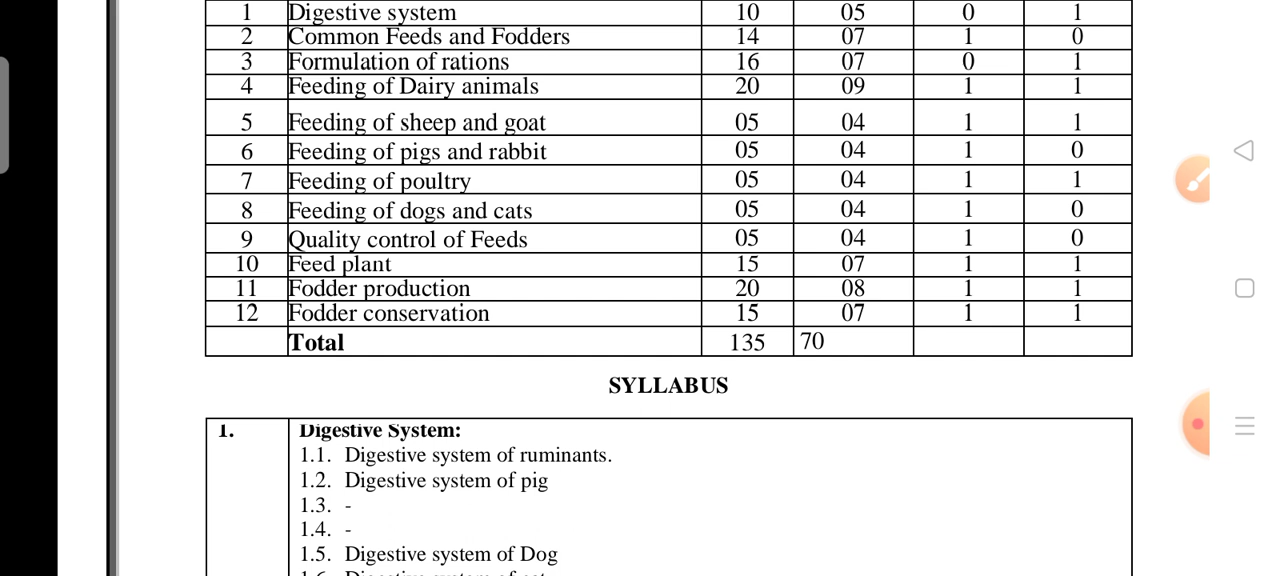 1 Digestive system 10 05 0 1
2 Common Feeds and Fodders 14 07 1 0
3 Formulation of rations 16 07 0 1
4 Feeding of Dairy animals 20 09 1 1
5 Feeding of sheep and goat 05 04 1 1
6 Feeding of pigs and rabbit 05 04 1 0
7 Feeding of poultry 05 04 1 1
8 Feeding of dogs and cats 05 04 1 0
9 Quality control of Feeds 05 04 1 0
10 Feed plant 15 07 1 1
11 Fodder production 20 08 1 1
12 Fodder conservation 15 07 1 1
Total 135 70
SYLLABUS
1. Digestive System:
1.1. Digestive system of ruminants.
1.2. Digestive system of pig
1.3. -
1.4. -
1.5. Digestive system of Dog